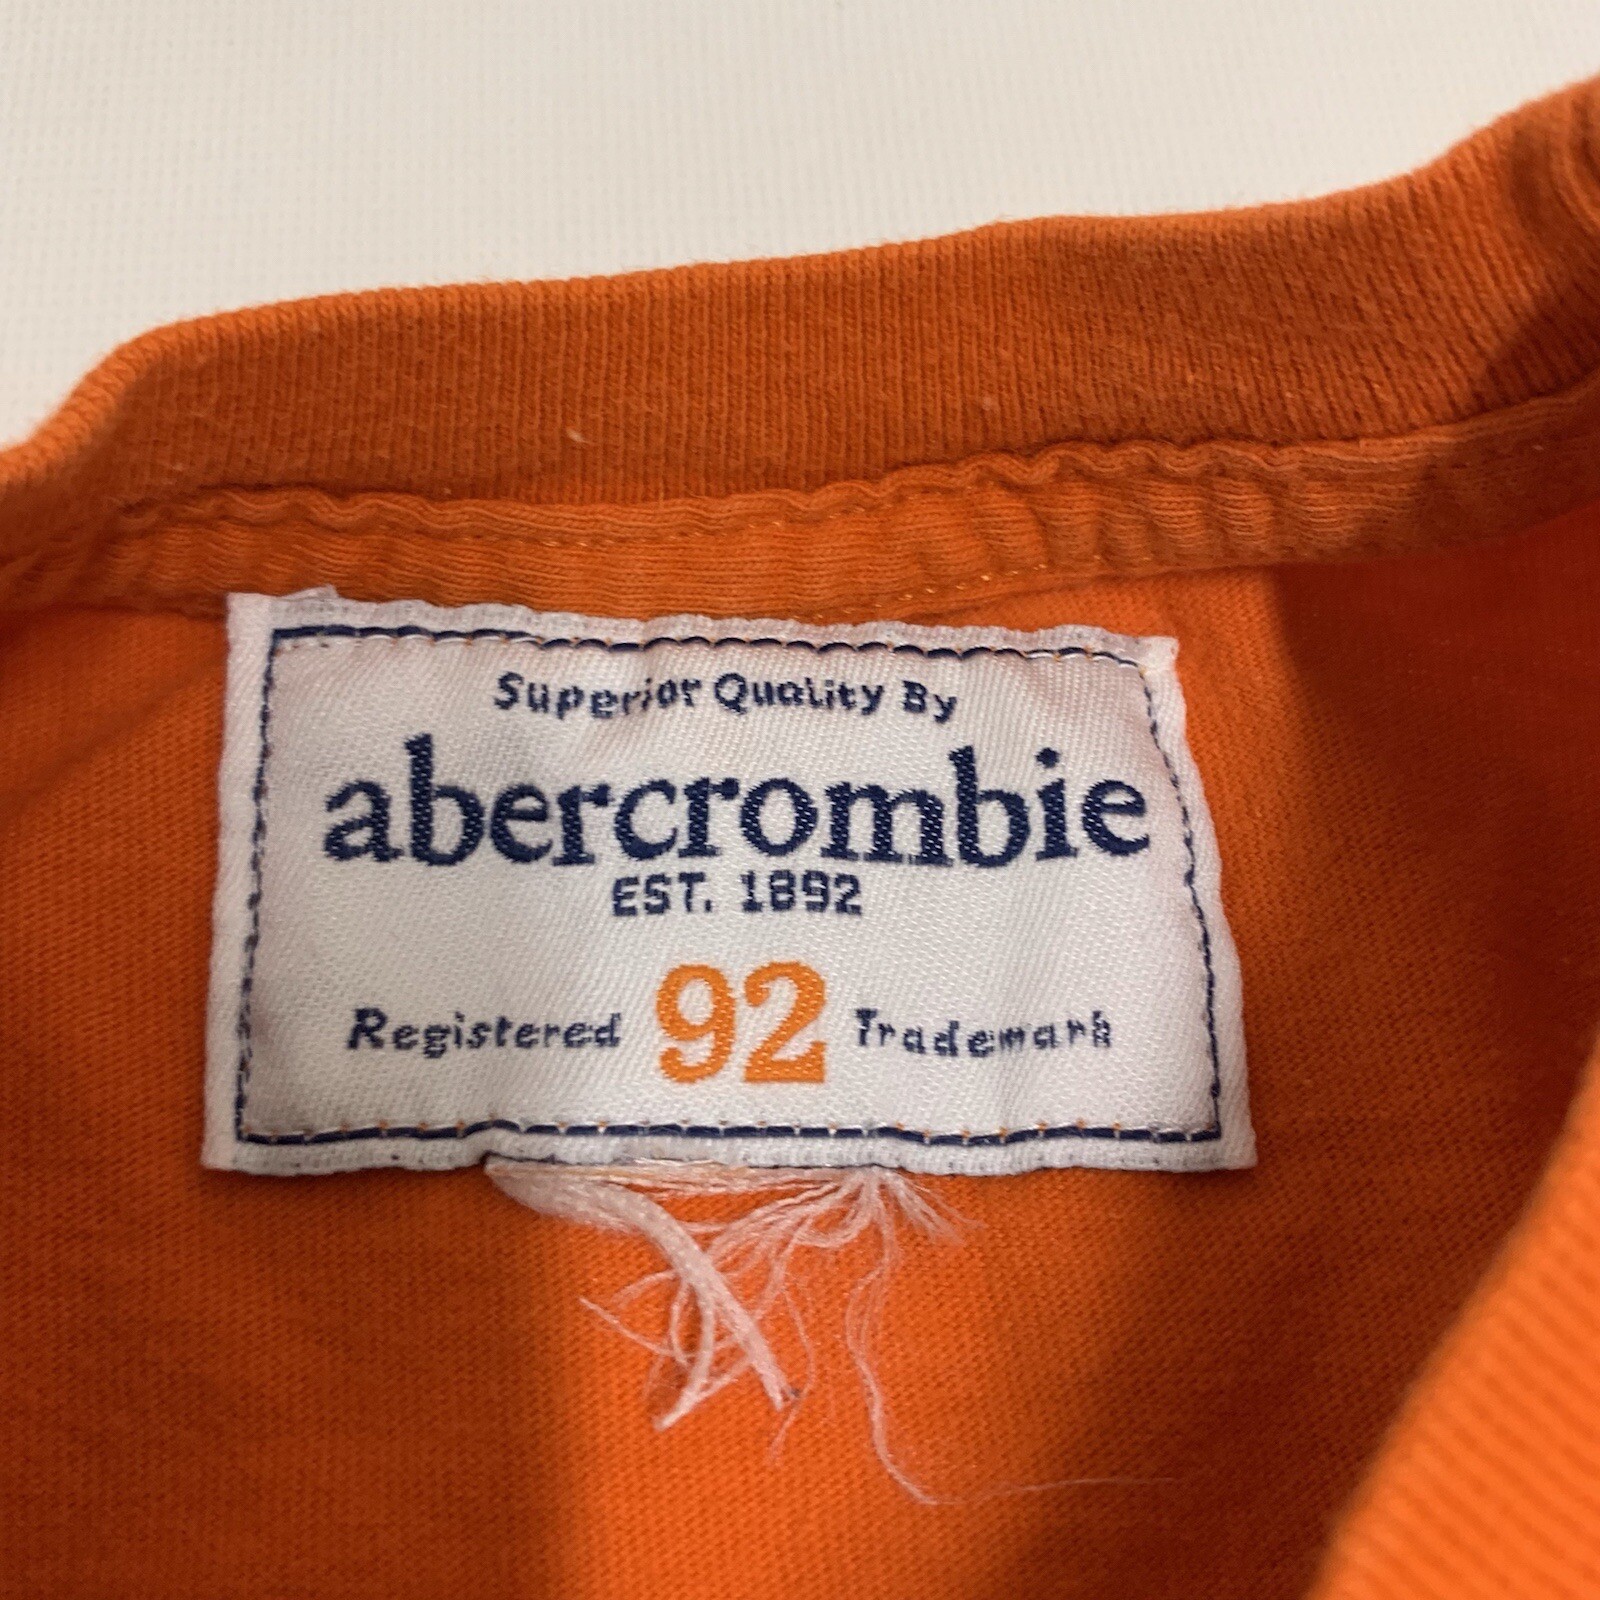 Superior Quality By
abercrombie
EST. 1892
Registered 92 Trademark